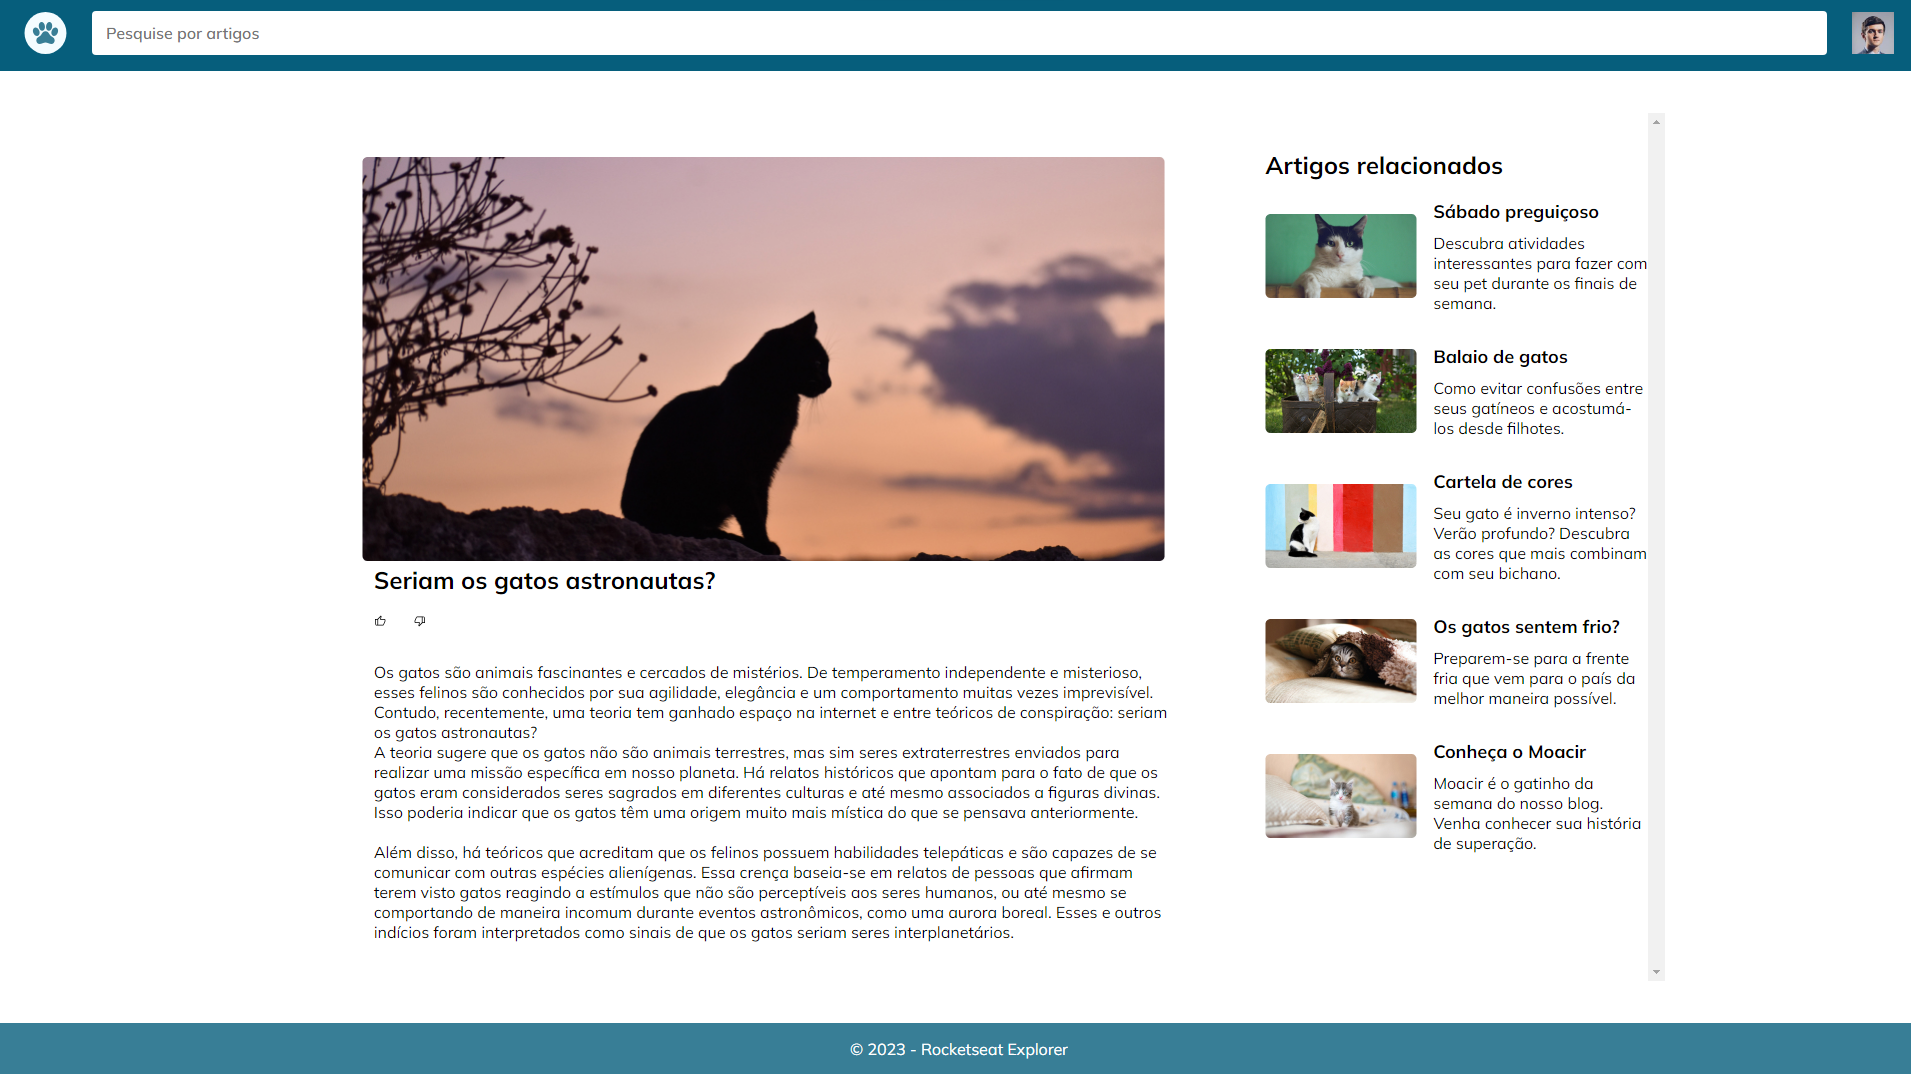 Pesquise por artigos
Seriam os gatos astronautas?
Os gatos são animais fascinantes e cercados de mistérios. De temperamento independente e misterioso,
esses felinos são conhecidos por sua agilidade, elegância e um comportamento muitas vezes imprevisível.
Contudo, recentemente, uma teoria tem ganhado espaço na internet e entre teóricos de conspiração: seriam
os gatos astronautas?
A teoria sugere que os gatos não são animais terrestres, mas sim seres extraterrestres enviados para
realizar uma missão específica em nosso planeta. Há relatos históricos que apontam para o fato de que os
gatos eram considerados seres sagrados em diferentes culturas e até mesmo associados a figuras divinas.
Isso poderia indicar que os gatos têm uma origem muito mais mística do que se pensava anteriormente.
Além disso, há teóricos que acreditam que os felinos possuem habilidades telepáticas e são capazes de se
comunicar com outras espécies alienígenas. Essa crença baseia-se em relatos de pessoas que afirmam
terem visto gatos reagindo a estímulos que não são perceptíveis aos seres humanos, ou até mesmo se
comportando de maneira incomum durante eventos astronômicos, como uma aurora boreal. Esses e outros
indícios foram interpretados como sinais de que os gatos seriam seres interplanetários.
Artigos relacionados
Sábado preguiçoso
Descubra atividades
interessantes para fazer com
seu pet durante os finais de
semana.
Balaio de gatos
Como evitar confusões entre
seus gatíneos e acostumá-
los desde filhotes.
Cartela de cores
Seu gato é inverno intenso?
Verão profundo? Descubra
as cores que mais combinam
com seu bichano.
Os gatos sentem frio?
Preparem-se para a frente
fria que vem para o país da
melhor maneira possível.
Conheça o Moacir
Moacir é o gatinho da
semana do nosso blog.
Venha conhecer sua história
de superação.
© 2023 - Rocketseat Explorer